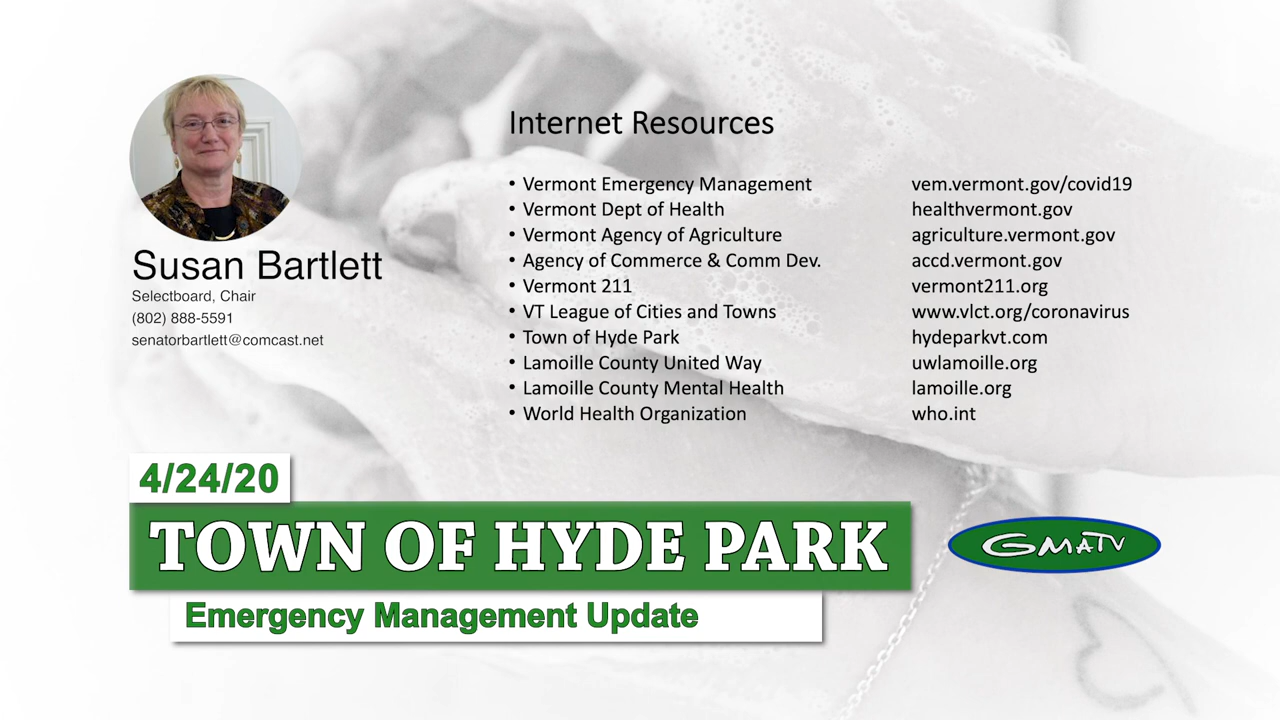 Susan Bartlett
Selectboard, Chair
(802) 888-5591
senatorbartlett@comcast.net
Internet Resources
• Vermont Emergency Management vem.vermont.gov/covid19
• Vermont Dept of Health healthvermont.gov
• Vermont Agency of Agriculture agriculture.vermont.gov
• Agency of Commerce & Comm Dev. accd.vermont.gov
• Vermont 211 vermont211.org
• VT League of Cities and Towns www.vlct.org/coronavirus
• Town of Hyde Park hydeparkvt.com
• Lamoille County United Way uwlamoille.org
• Lamoille County Mental Health lamoille.org
• World Health Organization who.int
4/24/20
TOWN OF HYDE PARK
GMATV
Emergency Management Update